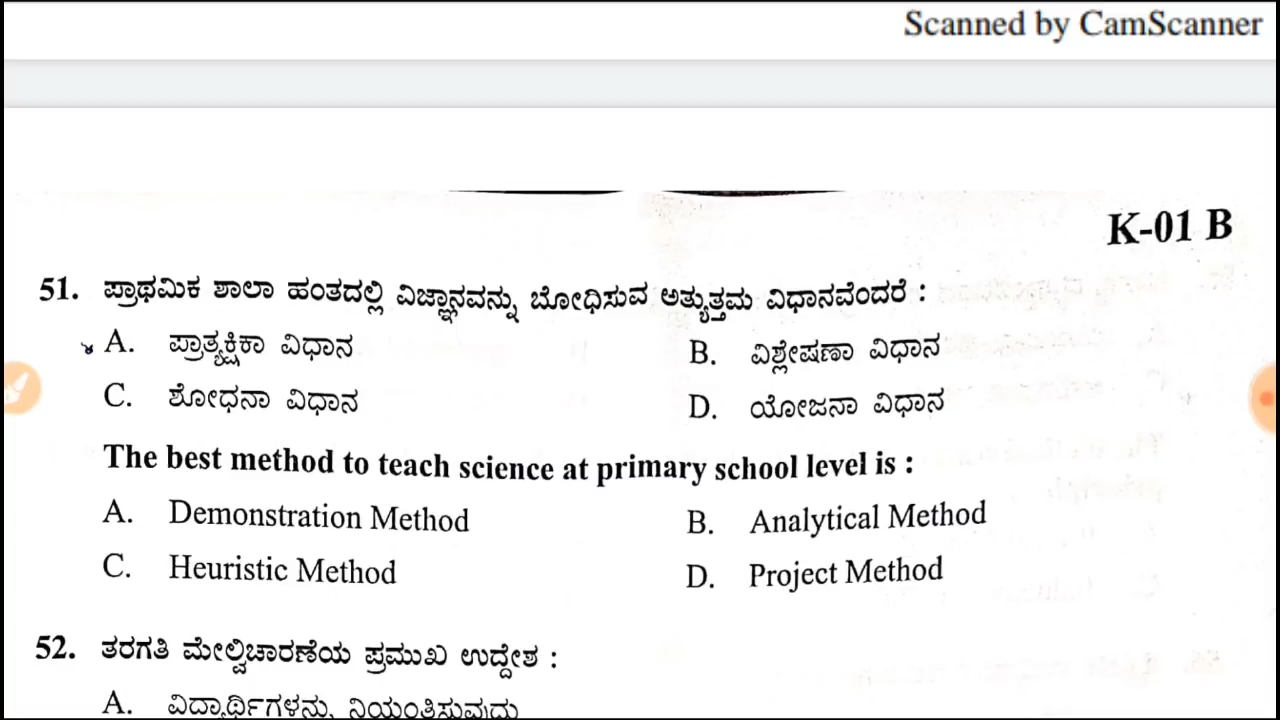 Scanned by CamScanner
K-01 B
51. ಪ್ರಾಥಮಿಕ ಶಾಲಾ ಹಂತದಲ್ಲಿ ವಿಜ್ಞಾನವನ್ನು ಬೋಧಿಸುವ ಅತ್ಯುತ್ತಮ ವಿಧಾನವೆಂದರೆ :
A. ಪ್ರಾತ್ಯಕ್ಷಿಕಾ ವಿಧಾನ B. ವಿಶ್ಲೇಷಣಾ ವಿಧಾನ
C. ಶೋಧನಾ ವಿಧಾನ D. ಯೋಜನಾ ವಿಧಾನ
The best method to teach science at primary school level is :
A. Demonstration Method B. Analytical Method
C. Heuristic Method D. Project Method
52. ತರಗತಿ ಮೇಲ್ವಿಚಾರಣೆಯ ಪ್ರಮುಖ ಉದ್ದೇಶ :
A. ವಿದ್ಯಾರ್ಥಿಗಳನ್ನು ನಿಯಂತ್ರಿಸುವುದು